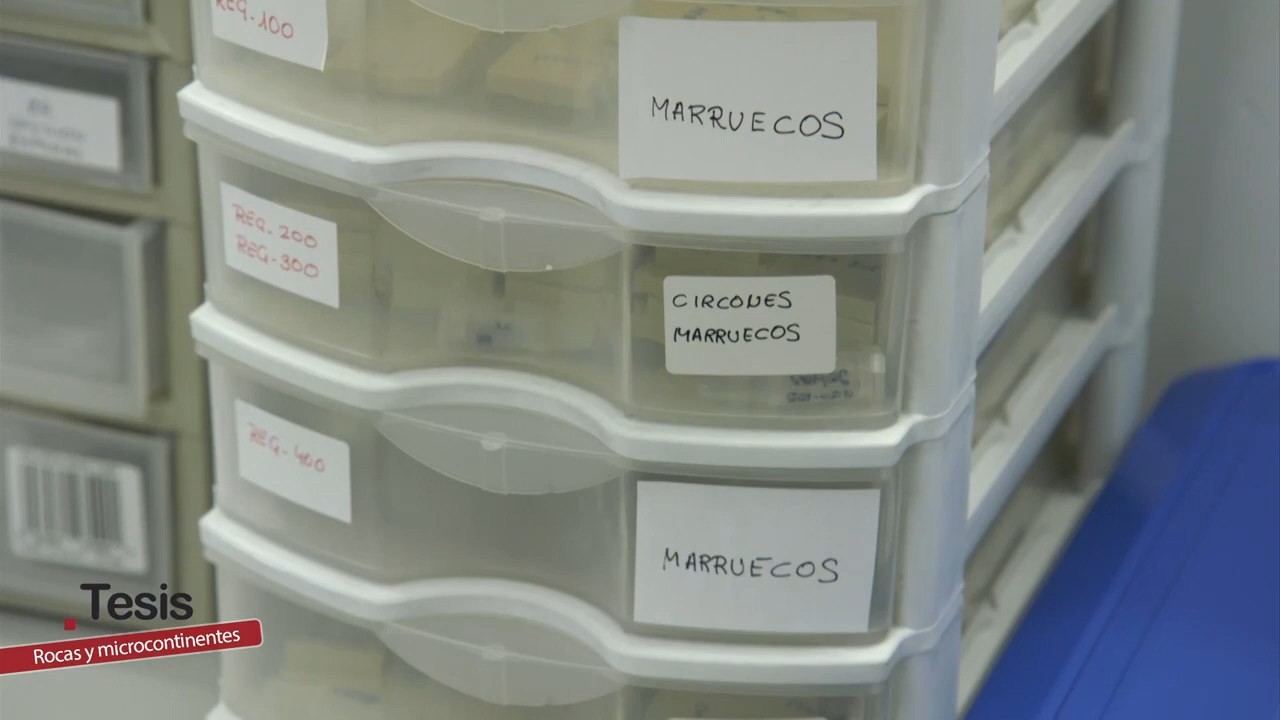 REG-100
MARRUECOS
REG-200
REG-300
CIRCONES
MARRUECOS
REG-400
MARRUECOS
Tesis
Rocas y microcontinentes